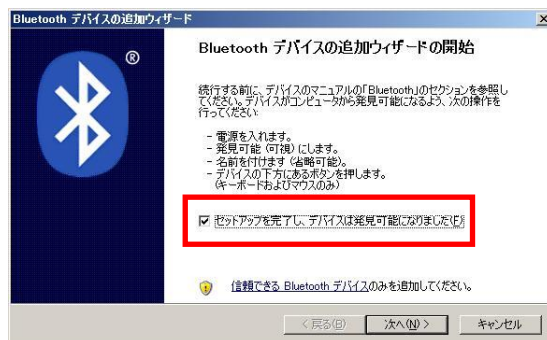 Bluetooth デバイスの追加ウィザード
®
Bluetooth デバイスの追加ウィザードの開始
続行する前に、デバイスのマニュアルの「Bluetooth」のセクションを参照し
てください。デバイスがコンピュータから発見可能になるよう、次の操作を
行ってください:
- 電源を入れます。
- 発見可能 (可視) にします。
- 名前を付けます (省略可能)。
- デバイスの下方にあるボタンを押します。
(キーボードおよびマウスのみ)
セットアップを完了し、デバイスは発見可能になりました(F)
信頼できる Bluetooth デバイスのみを追加してください。
< 戻る(B)
次へ(N) >
キャンセル